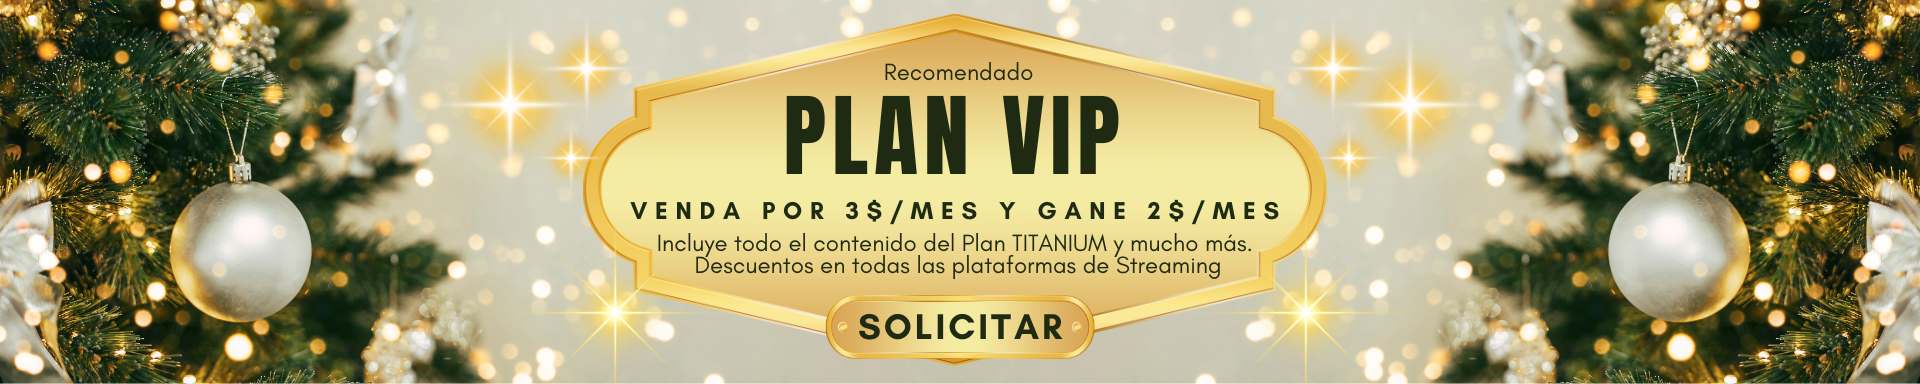 Recomendado
PLAN VIP
VENDA POR 3$/MES Y GANE 2$/MES
Incluye todo el contenido del Plan TITANIUM y mucho más.
Descuentos en todas las plataformas de Streaming
SOLICITAR